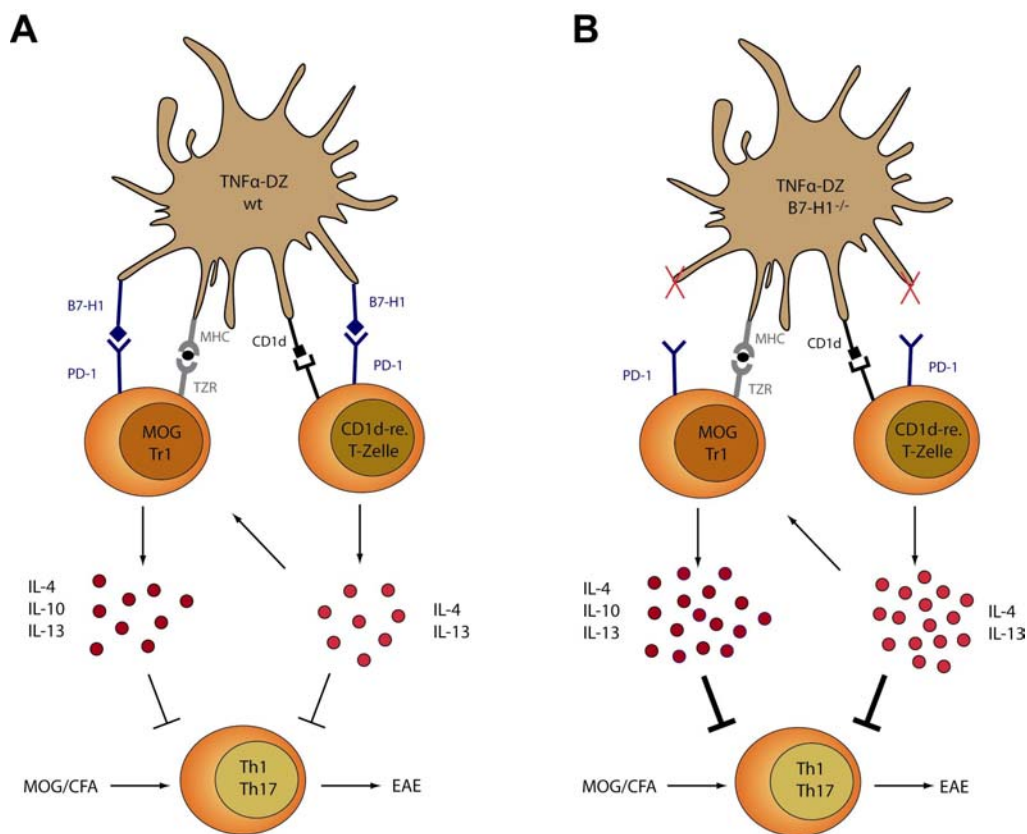 A
TNFα-DZ
wt
B7-H1
B7-H1
MHC
CD1d
PD-1
PD-1
TZR
MOG
Tr1
CD1d-re.
T-Zelle
IL-4
IL-10
IL-13
IL-4
IL-13
Th1
Th17
MOG/CFA
EAE
B
TNFα-DZ
B7-H1-/-
MHC
CD1d
PD-1
PD-1
TZR
MOG
Tr1
CD1d-re.
T-Zelle
IL-4
IL-10
IL-13
IL-4
IL-13
Th1
Th17
MOG/CFA
EAE